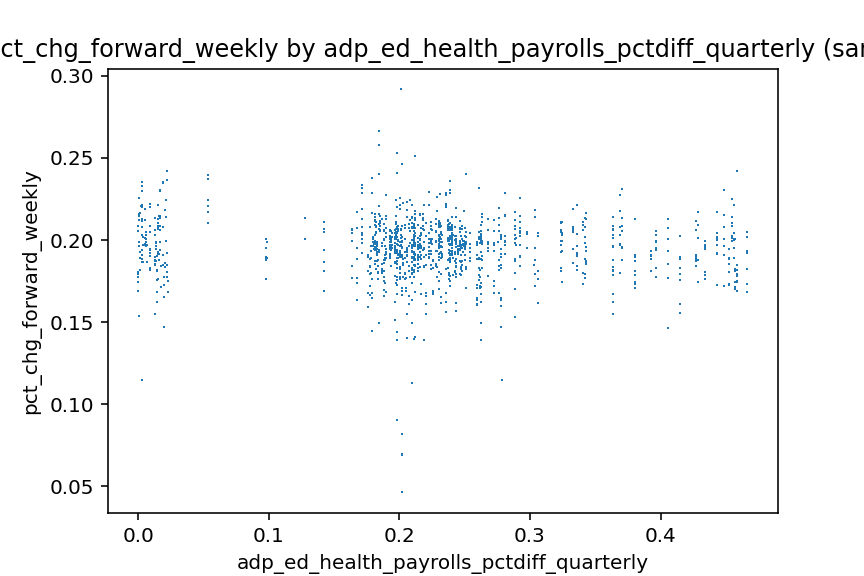 ct_chg_forward_weekly by adp_ed_health_payrolls_pctdiff_quarterly (sar
0.30
0.25
0.20
0.15
0.10
0.05
pct_chg_forward_weekly
0.0 0.1 0.2 0.3 0.4
adp_ed_health_payrolls_pctdiff_quarterly